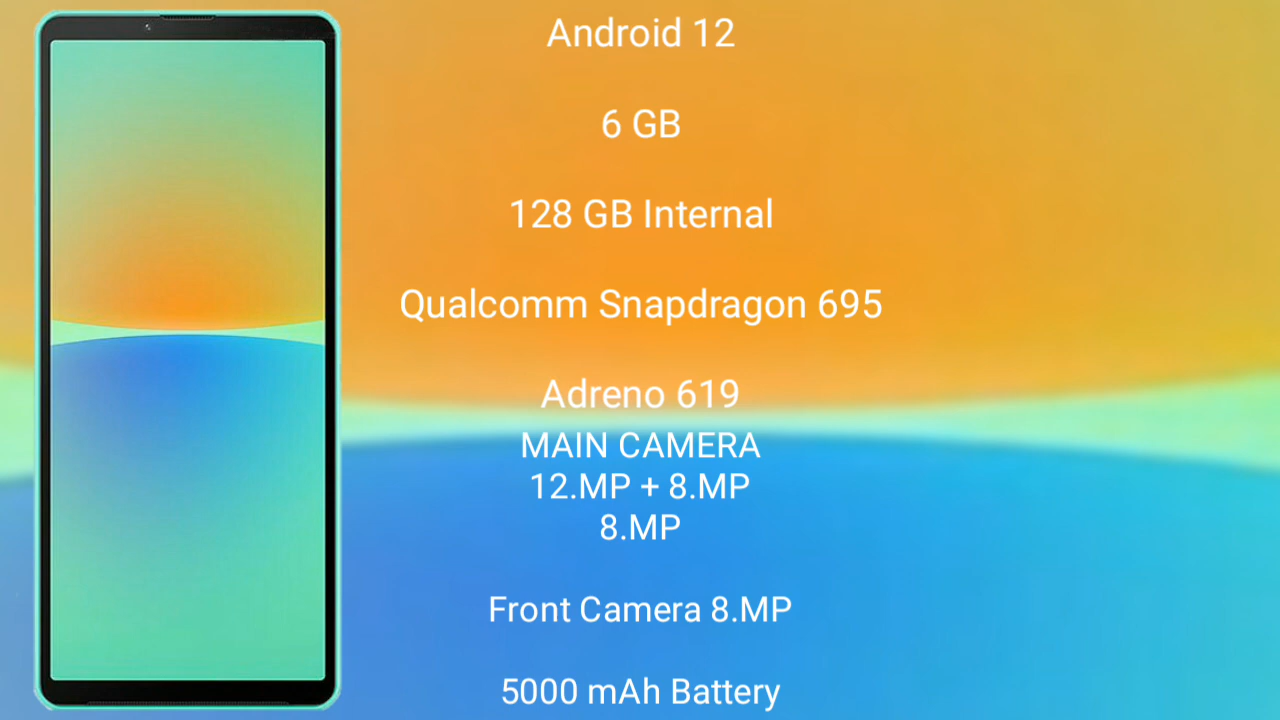 Android 12
6 GB
128 GB Internal
Qualcomm Snapdragon 695
Adreno 619
MAIN CAMERA
12.MP + 8.MP
8.MP
Front Camera 8.MP
5000 mAh Battery